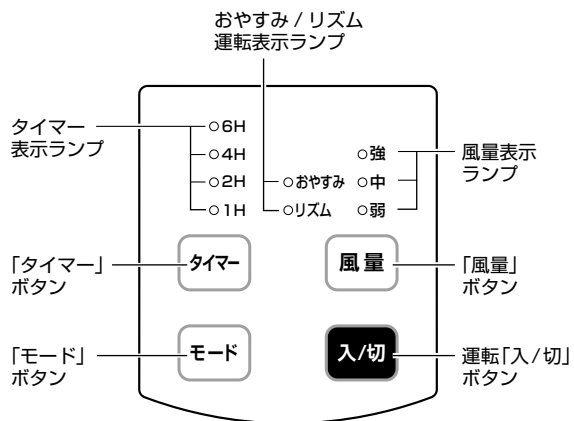 おやすみ / リズム
運転表示ランプ
タイマー
表示ランプ
6H
4H
2H
1H
おやすみ
リズム
強
中
弱
風量表示
ランプ
「タイマー」
ボタン
タイマー
風量
「風量」
ボタン
「モード」
ボタン
モード
入/切
運転「入/切」
ボタン